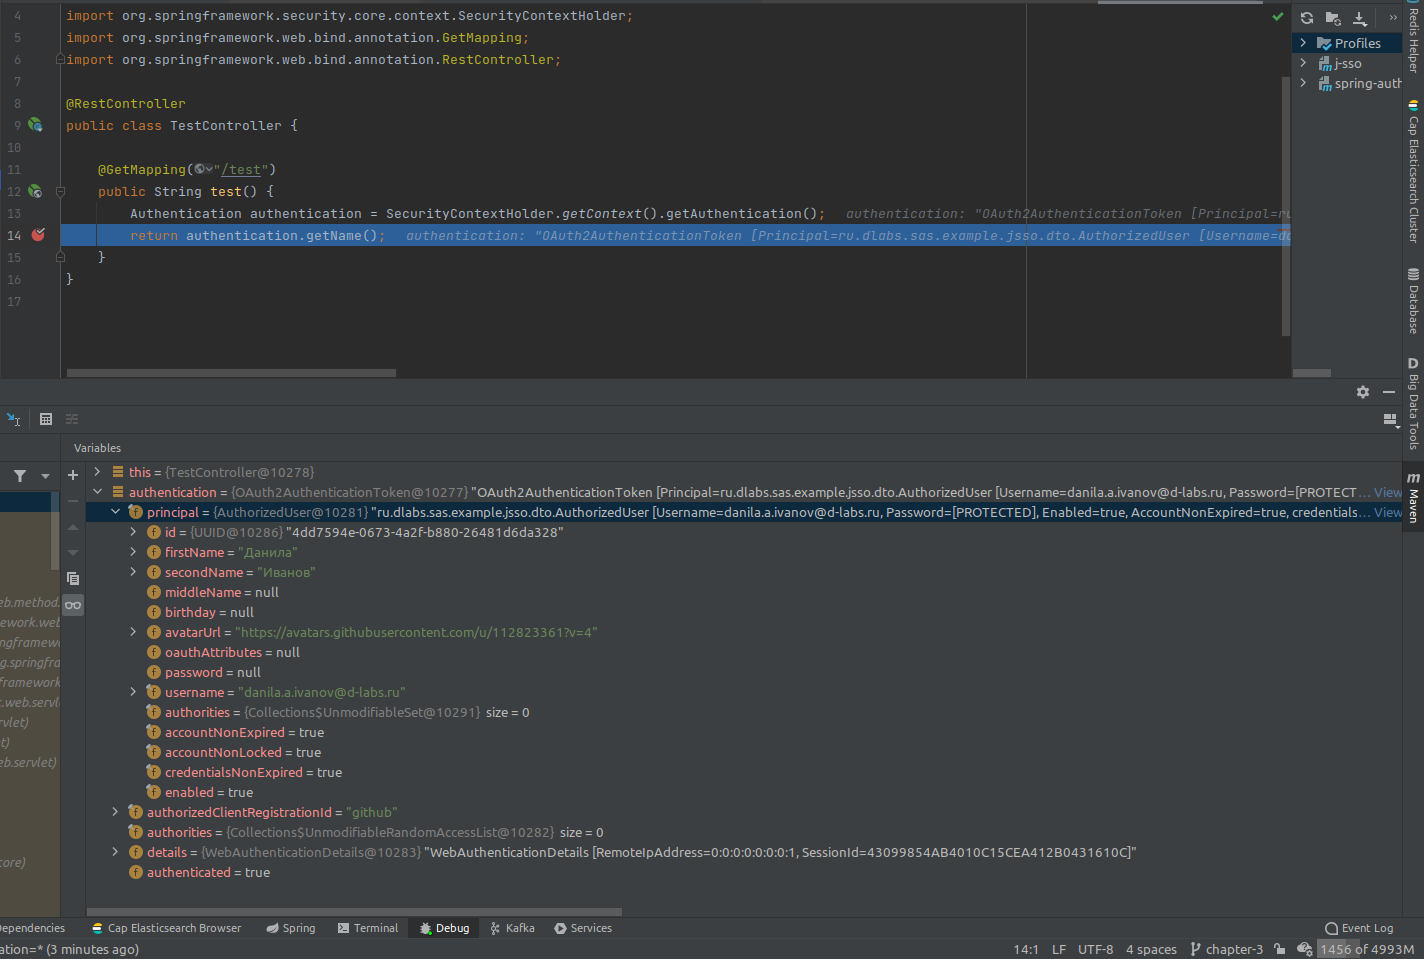 4 import org.springframework.security.core.context.SecurityContextHolder;
5 import org.springframework.web.bind.annotation.GetMapping;
6 import org.springframework.web.bind.annotation.RestController;
7
8 @RestController
9 public class TestController {
10
11 @GetMapping("/test")
12 public String test() {
13 Authentication authentication = SecurityContextHolder.getContext().getAuthentication(); authentication: "OAuth2AuthenticationToken [Principal=ru
14 return authentication.getName(); authentication: "OAuth2AuthenticationToken [Principal=ru.dlabs.sas.example.jsso.dto.AuthorizedUser [Username=da
15 }
16 }
17
Profiles
j-sso
spring-auth
Redis Helper
Cap Elasticsearch Cluster
Database
D Big Data Tools
m Maven
Variables
this = {TestController@10278}
authentication = {OAuth2AuthenticationToken@10277} "OAuth2AuthenticationToken [Principal=ru.dlabs.sas.example.jsso.dto.AuthorizedUser [Username=danila.a.ivanov@d-labs.ru, Password=[PROTECT... View
principal = {AuthorizedUser@10281} "ru.dlabs.sas.example.jsso.dto.AuthorizedUser [Username=danila.a.ivanov@d-labs.ru, Password=[PROTECTED], Enabled=true, AccountNonExpired=true, credentials... View
id = {UUID@10286} "4dd7594e-0673-4a2f-b880-26481d6da328"
firstName = "Данила"
secondName = "Иванов"
middleName = null
birthday = null
avatarUrl = "https://avatars.githubusercontent.com/u/112823361?v=4"
oauthAttributes = null
password = null
username = "danila.a.ivanov@d-labs.ru"
authorities = {Collections$UnmodifiableSet@10291} size = 0
accountNonExpired = true
accountNonLocked = true
credentialsNonExpired = true
enabled = true
authorizedClientRegistrationId = "github"
authorities = {Collections$UnmodifiableRandomAccessList@10282} size = 0
details = {WebAuthenticationDetails@10283} "WebAuthenticationDetails [RemoteIpAddress=0:0:0:0:0:0:0:1, SessionId=43099854AB4010C15CEA412B0431610C]"
authenticated = true
eb.method.
ework.web
ingframew
g.springfra
framework
k.web.servl
rvlet)
t)
eb.servlet)
core)
ependencies
Cap Elasticsearch Browser
Spring
Terminal
Debug
Kafka
Services
Event Log
ation=* (3 minutes ago)
14:1 LF UTF-8 4 spaces chapter-3 1456 of 4993M